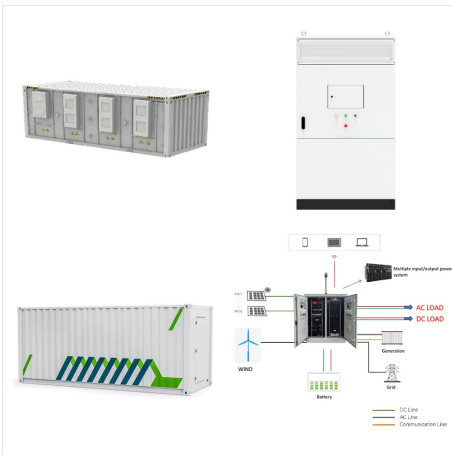 Multiple input/output power
system
PV1
AC LOAD
DC LOAD
WIND
Generation
Battery
Grid
DC Line
AC Line
Communication Line